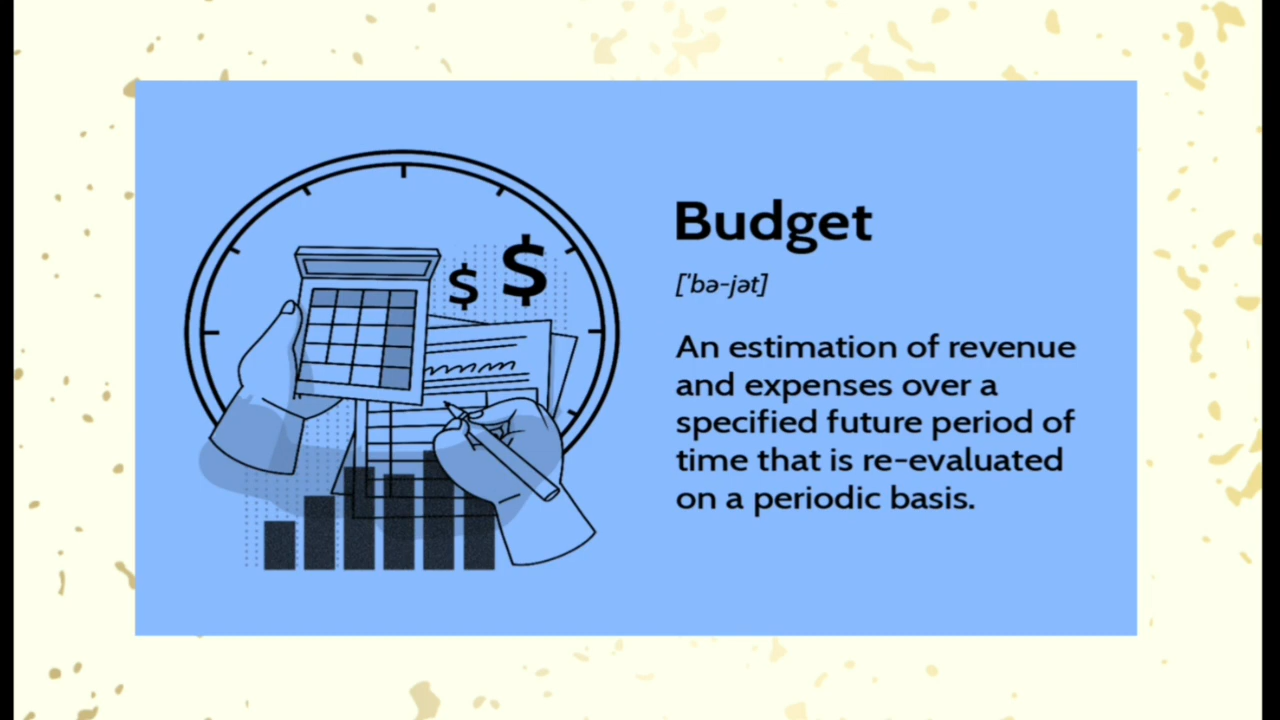 $ $
Budget
['bə-jət]
An estimation of revenue
and expenses over a
specified future period of
time that is re-evaluated
on a periodic basis.